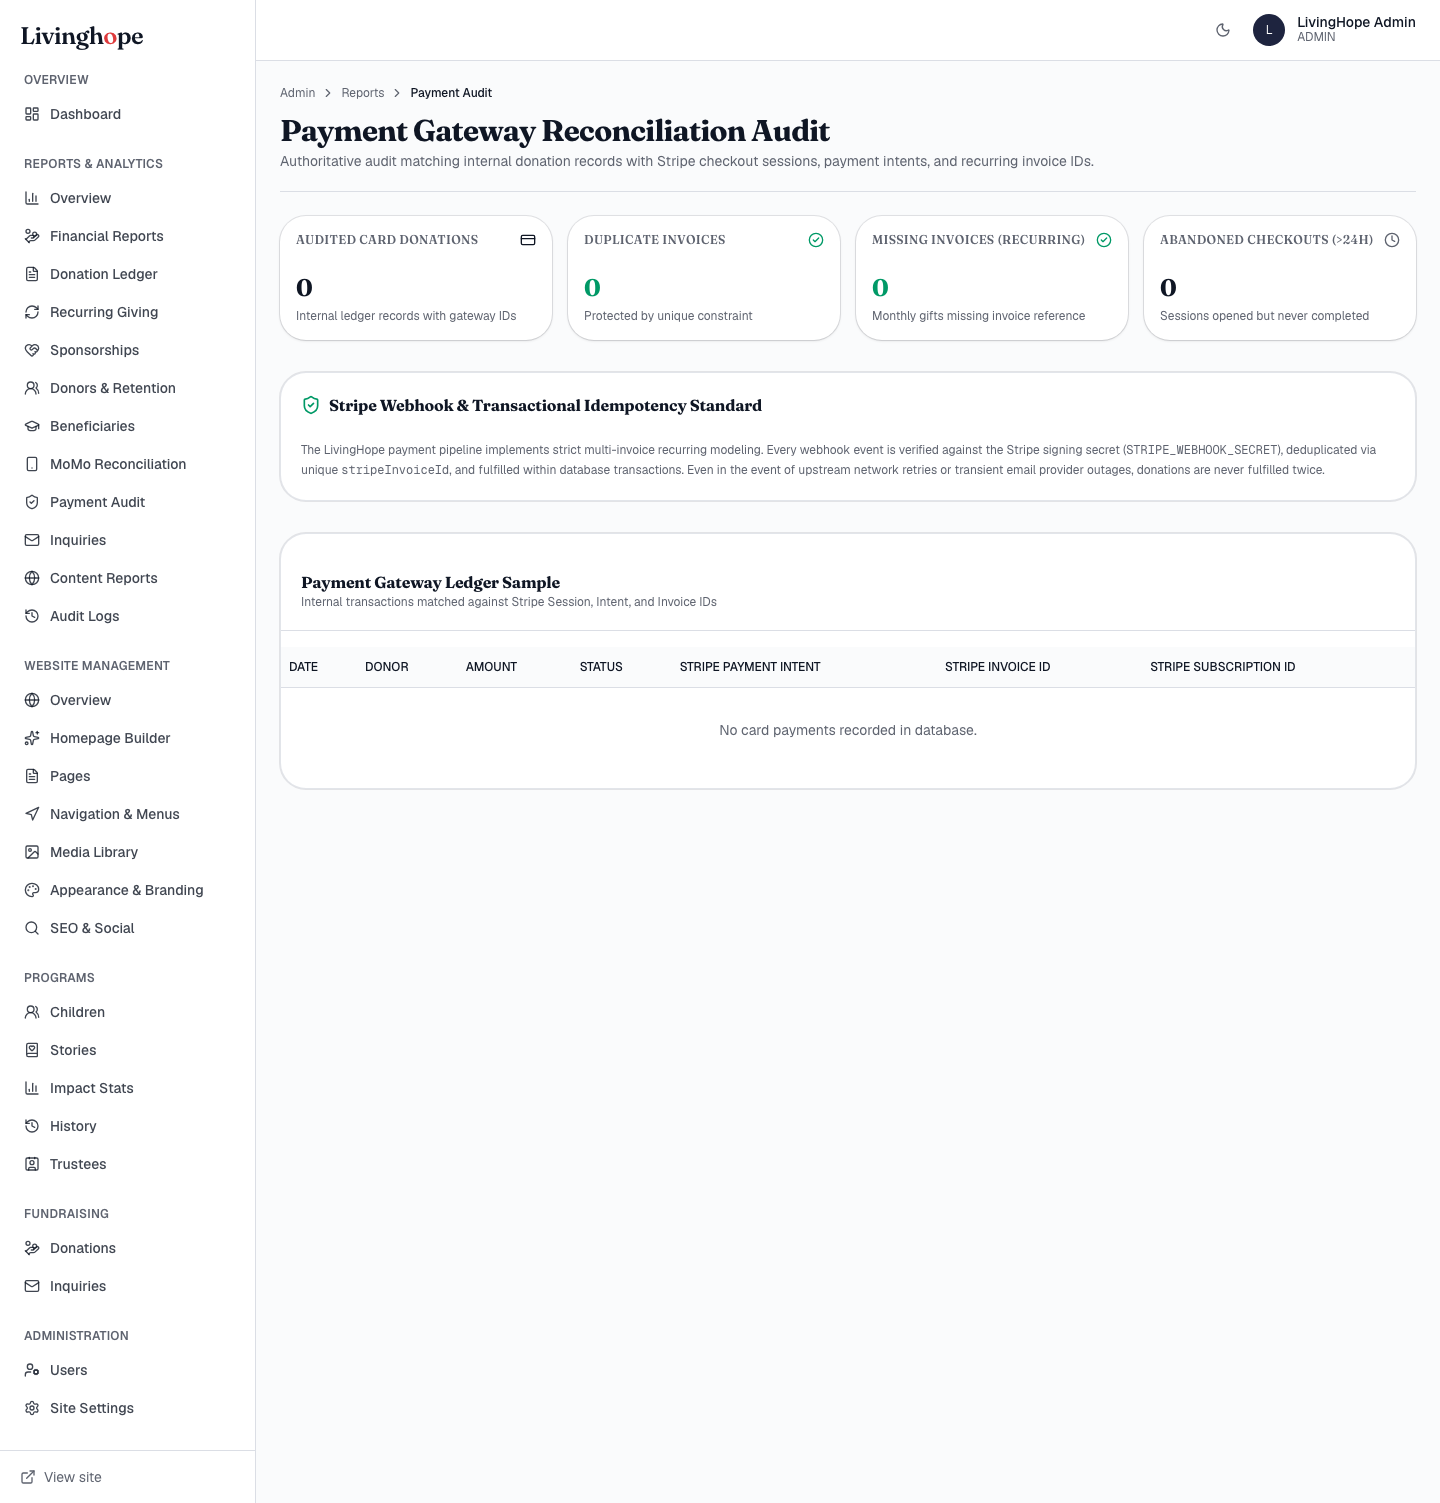 Livinghope
OVERVIEW
Dashboard
REPORTS & ANALYTICS
Overview
Financial Reports
Donation Ledger
Recurring Giving
Sponsorships
Donors & Retention
Beneficiaries
MoMo Reconciliation
Payment Audit
Inquiries
Content Reports
Audit Logs
WEBSITE MANAGEMENT
Overview
Homepage Builder
Pages
Navigation & Menus
Media Library
Appearance & Branding
SEO & Social
PROGRAMS
Children
Stories
Impact Stats
History
Trustees
FUNDRAISING
Donations
Inquiries
ADMINISTRATION
Users
Site Settings
View site
L
LivingHope Admin
ADMIN
Admin > Reports > Payment Audit
Payment Gateway Reconciliation Audit
Authoritative audit matching internal donation records with Stripe checkout sessions, payment intents, and recurring invoice IDs.
AUDITED CARD DONATIONS
0
Internal ledger records with gateway IDs
DUPLICATE INVOICES
0
Protected by unique constraint
MISSING INVOICES (RECURRING)
0
Monthly gifts missing invoice reference
ABANDONED CHECKOUTS (>24H)
0
Sessions opened but never completed
Stripe Webhook & Transactional Idempotency Standard
The LivingHope payment pipeline implements strict multi-invoice recurring modeling. Every webhook event is verified against the Stripe signing secret (STRIPE_WEBHOOK_SECRET), deduplicated via
unique stripeInvoiceId, and fulfilled within database transactions. Even in the event of upstream network retries or transient email provider outages, donations are never fulfilled twice.
Payment Gateway Ledger Sample
Internal transactions matched against Stripe Session, Intent, and Invoice IDs
DATE DONOR AMOUNT STATUS STRIPE PAYMENT INTENT STRIPE INVOICE ID STRIPE SUBSCRIPTION ID
No card payments recorded in database.